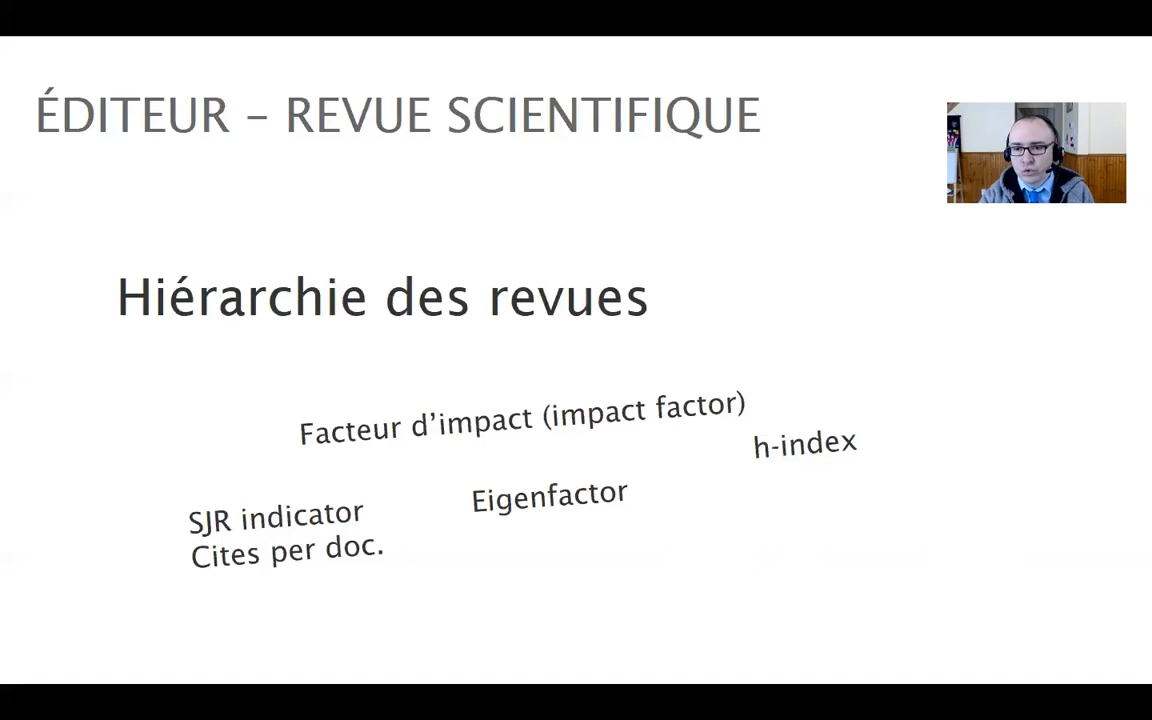 ÉDITEUR – REVUE SCIENTIFIQUE
Hiérarchie des revues
Facteur d’impact (impact factor)
h-index
Eigenfactor
SJR indicator
Cites per doc.